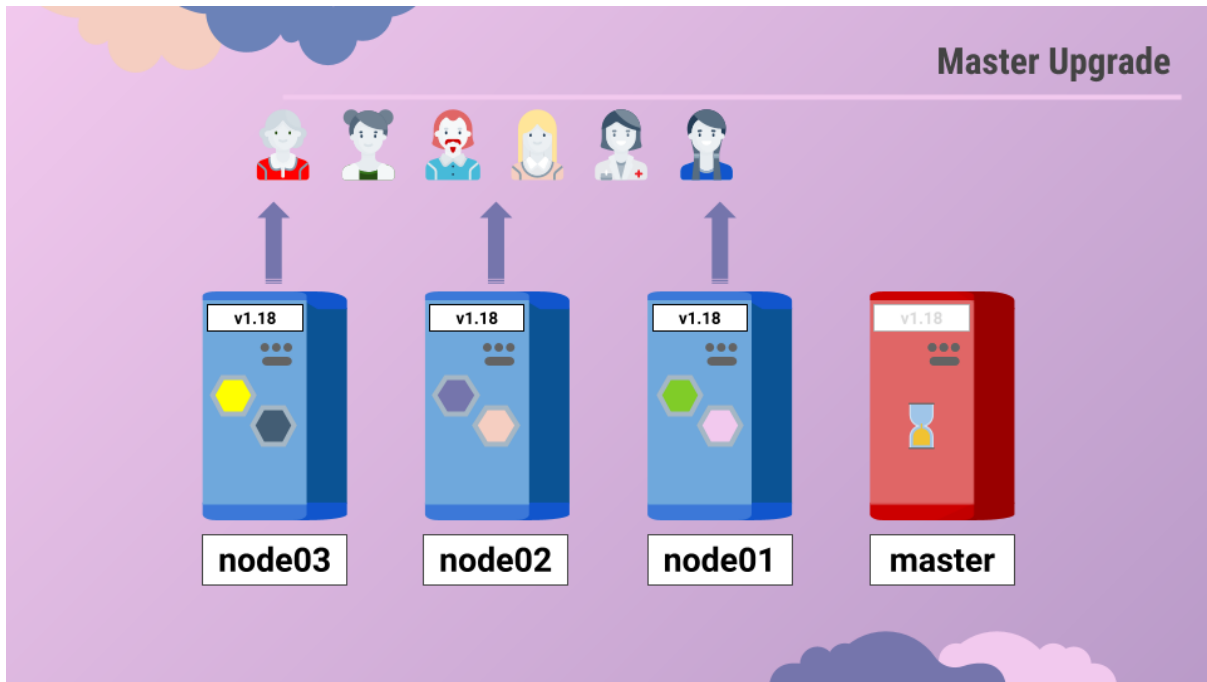 Master Upgrade
v1.18
v1.18
v1.18
v1.18
node03
node02
node01
master